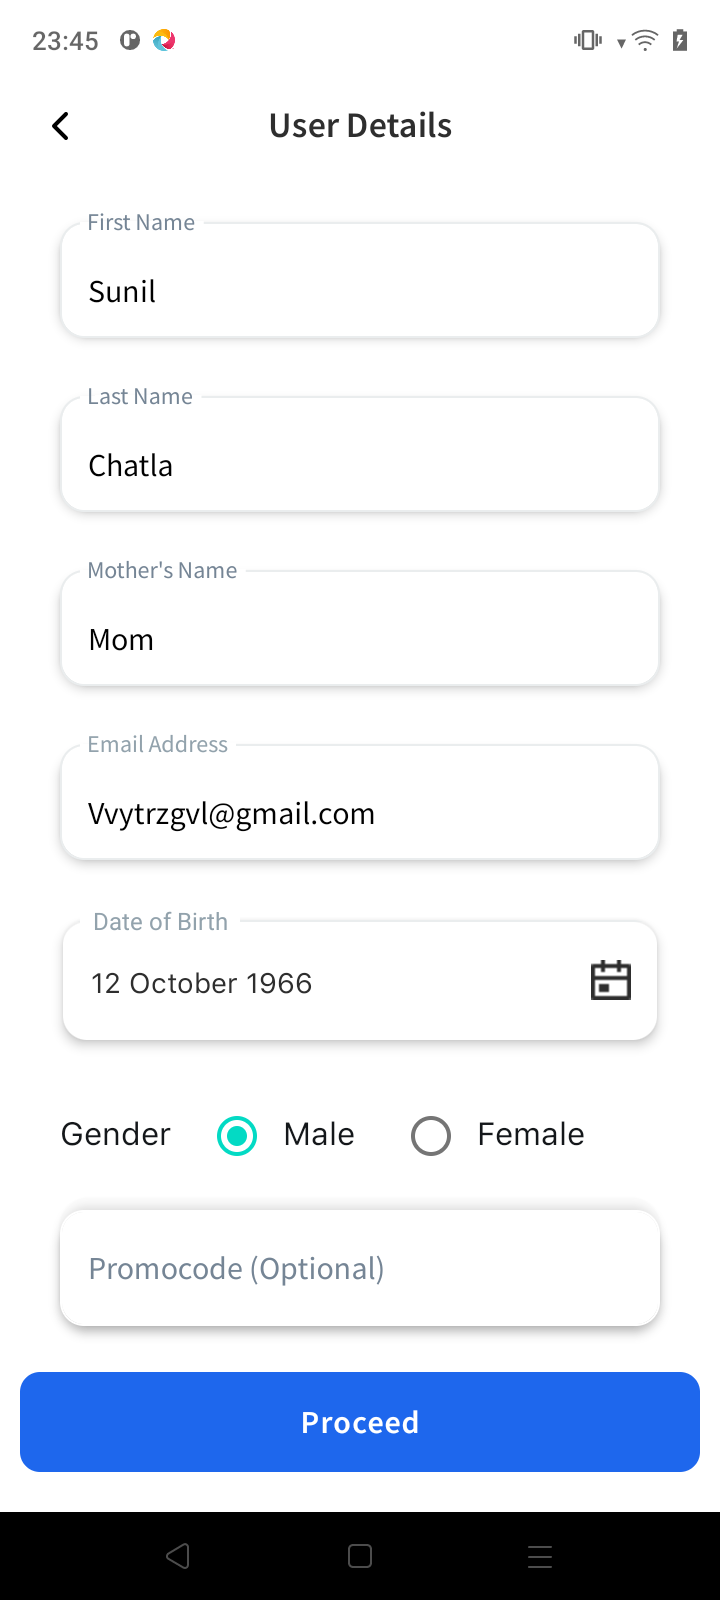 23:45
User Details
First Name
Sunil
Last Name
Chatla
Mother's Name
Mom
Email Address
Vvytrzgvl@gmail.com
Date of Birth
12 October 1966
Gender Male Female
Promocode (Optional)
Proceed